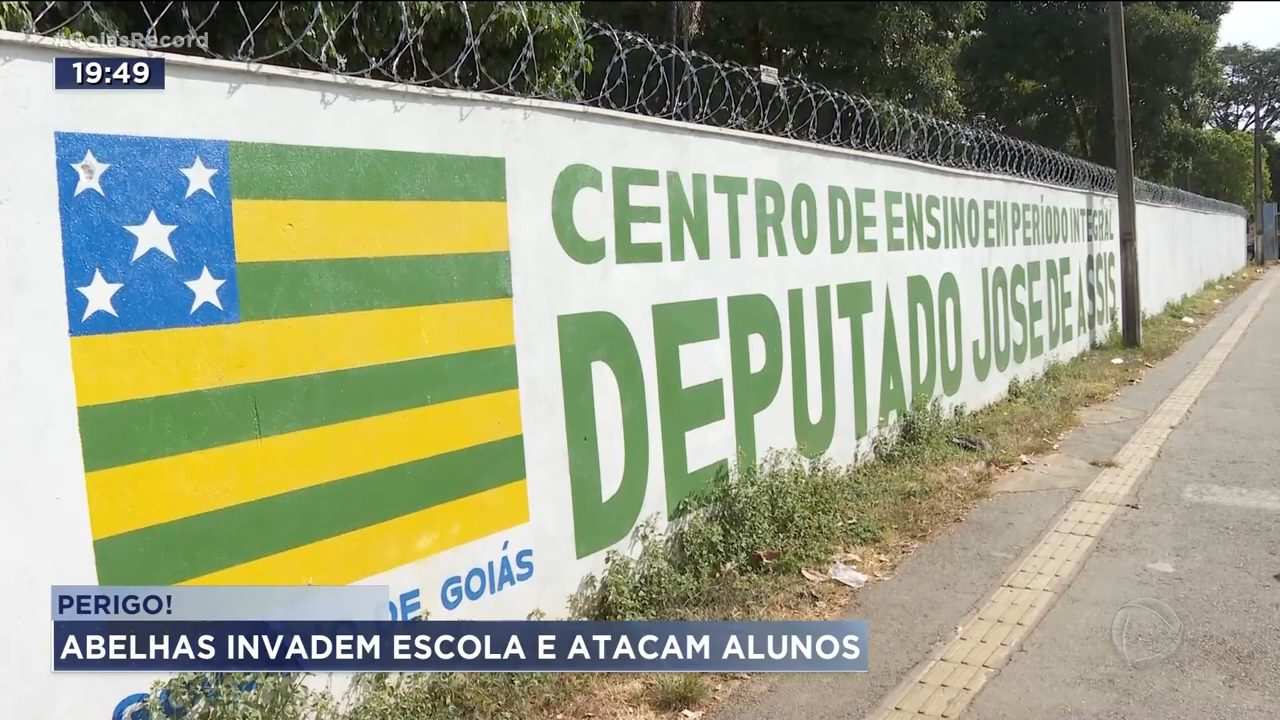 #GoiásRecord
19:49
CENTRO DE ENSINO EM PERÍODO INTEGRAL
DEPUTADO JOSÉ DE ASSIS
DE GOIÁS
PERIGO!
ABELHAS INVADEM ESCOLA E ATACAM ALUNOS